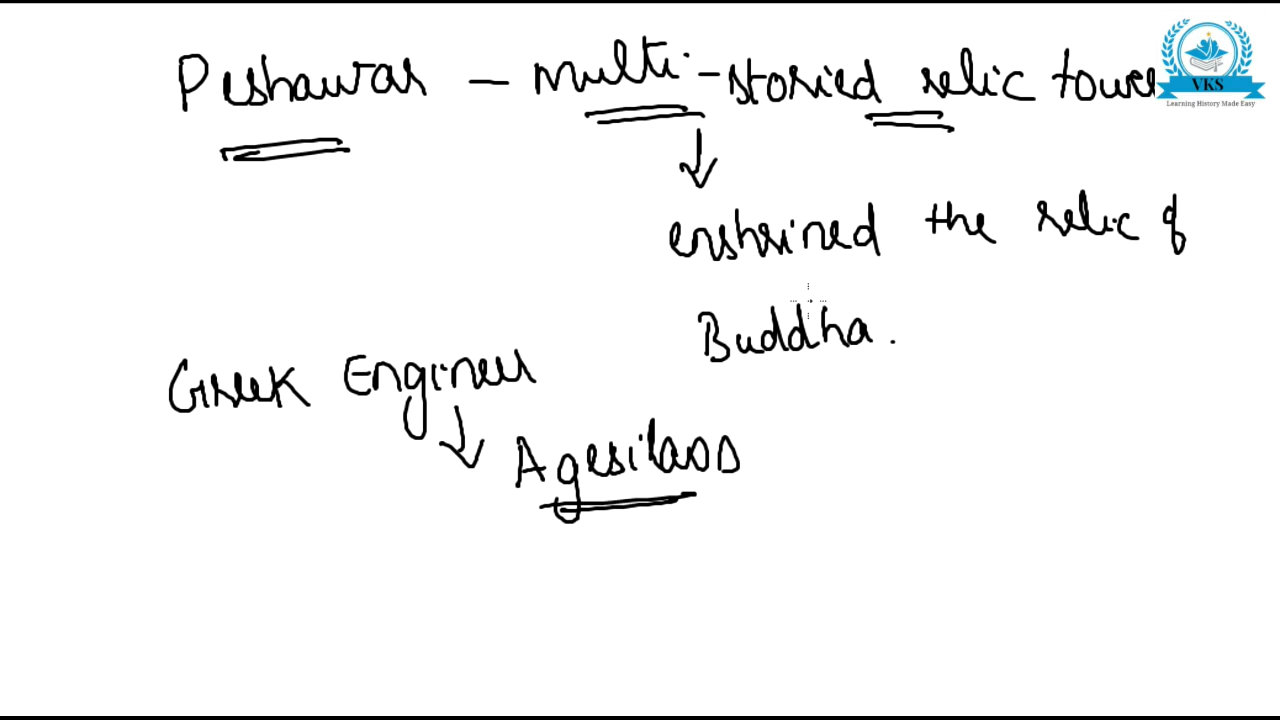 Peshawar - multi-storied relic tower
VKS
Learning History Made Easy
enshrined the relic of
Buddha.
Greek Engineer
Agesilaos